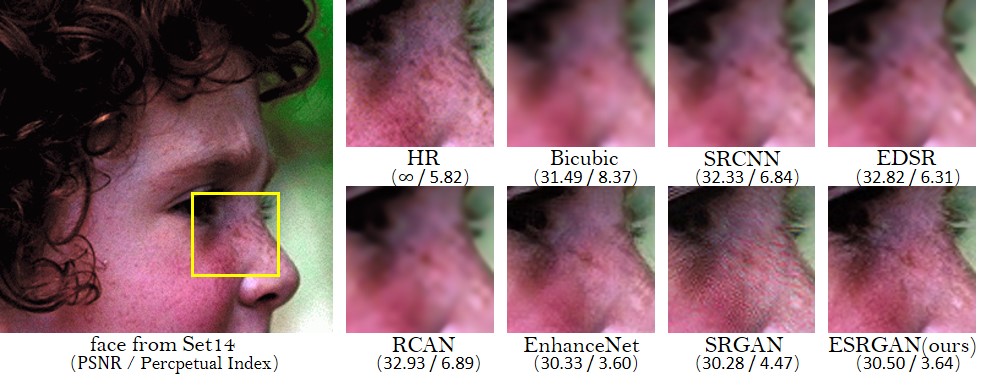 HR
(∞ / 5.82)
Bicubic
(31.49 / 8.37)
SRCNN
(32.33 / 6.84)
EDSR
(32.82 / 6.31)
face from Set14
(PSNR / Percpetual Index)
RCAN
(32.93 / 6.89)
EnhanceNet
(30.33 / 3.60)
SRGAN
(30.28 / 4.47)
ESRGAN(ours)
(30.50 / 3.64)